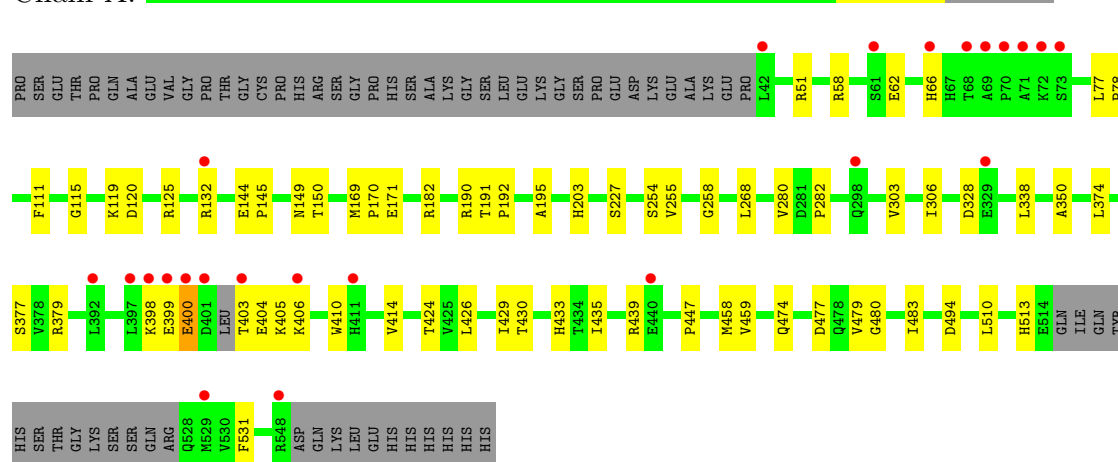 PRO SER GLU THR PRO GLN ALA GLU VAL GLY PRO THR GLY CYS PRO HIS ARG SER GLY PRO HIS SER ALA LYS GLY SER LEU GLU LYS GLY SER PRO GLU ASP LYS GLU ALA LYS GLU PRO L42 R51 R58 S61 E62 H66 H67 T68 A69 P70 A71 K72 S73 L77
F111 G115 K119 D120 R125 R132 E144 P145 N149 T150 M169 P170 E171 R182 R190 T191 P192 A195 H203 S227 S254 V255 G258 L268 V280 D281 P282 Q298 V303 I306 D328 E329 L338 A350 L374
S377 V378 R379 L392 L397 K398 E399 E400 D401 LEU T403 E404 K405 K406 W410 H411 V414 T424 V425 L426 I429 T430 H433 T434 I435 R439 E440 P447 M458 V459 Q474 D477 Q478 V479 G480 I483 D494 L510 H513 E514 GLN ILE GLN TYR
HIS SER THR GLY LYS SER SER GLN ARG Q528 M529 V530 F531 R548 ASP GLN LYS LEU GLU HIS HIS HIS HIS HIS HIS